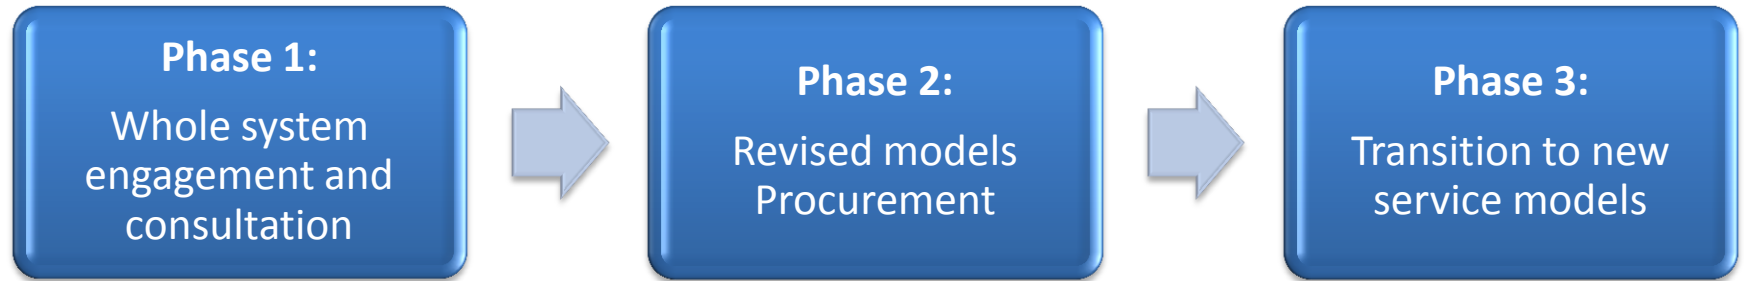 Phase 1:
Whole system
engagement and
consultation
Phase 2:
Revised models
Procurement
Phase 3:
Transition to new
service models